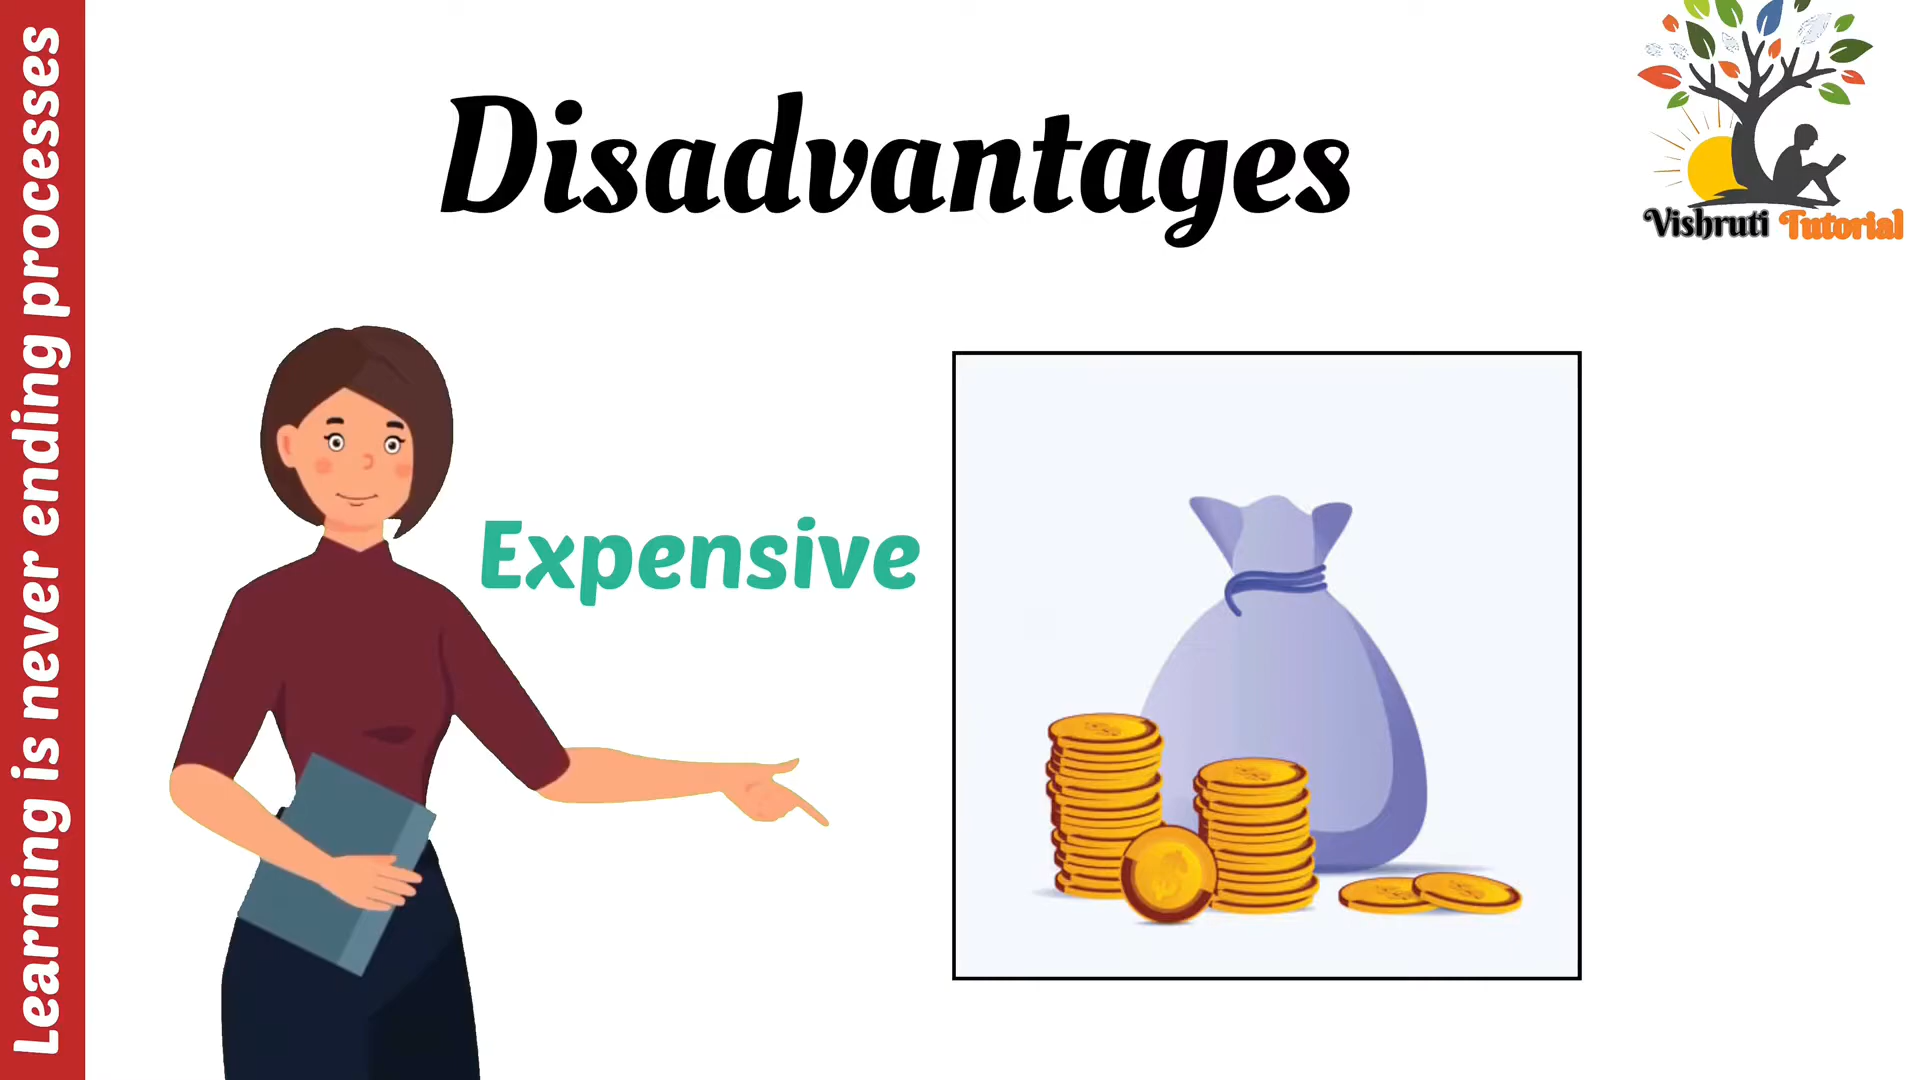 Learning is never ending processes
Disadvantages
Vishruti Tutorial
Expensive